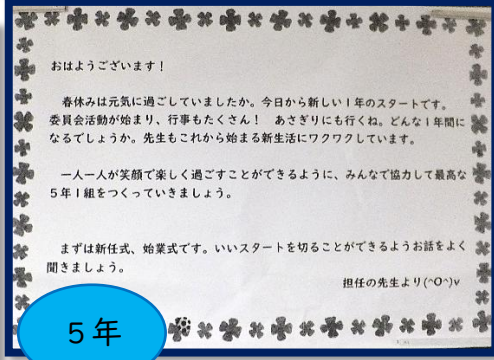 おはようございます!
春休みは元気に過ごしていましたか。今日から新しい1年のスタートです。
委員会活動が始まり、行事もたくさん! あさぎりにも行くね。どんな1年間に
なるでしょうか。先生もこれから始まる新生活にワクワクしています。
一人一人が笑顔で楽しく過ごすことができるように、みんなで協力して最高な
5年1組をつくっていきましょう。
まずは新任式、始業式です。いいスタートを切ることができるようお話をよく
聞きましょう。
担任の先生より(^O^)v
5年